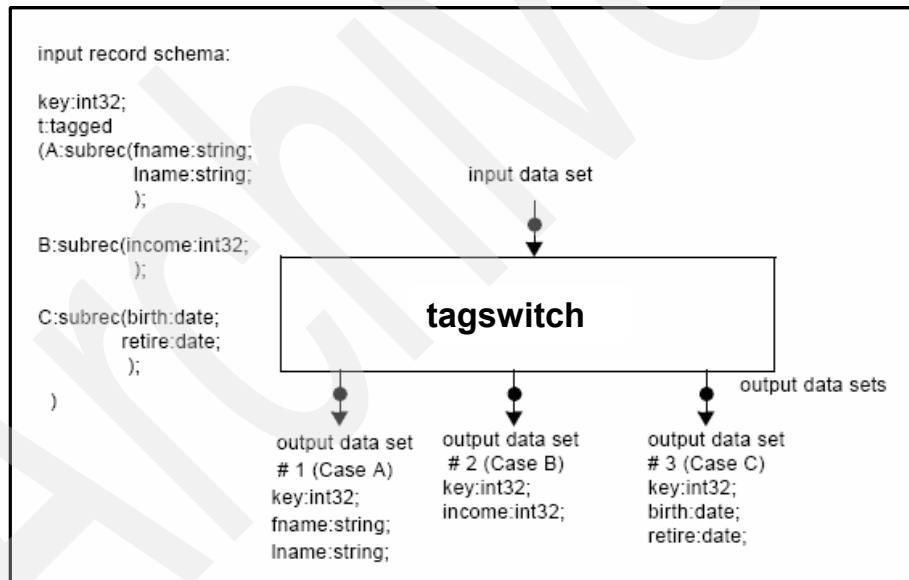 input record schema:
key:int32;
t:tagged
(A:subrec(fname:string;
lname:string;
);
B:subrec(income:int32;
);
C:subrec(birth:date;
retire:date;
);
)
input data set
tagswitch
output data sets
output data set
# 1 (Case A)
key:int32;
fname:string;
lname:string;
output data set
# 2 (Case B)
key:int32;
income:int32;
output data set
# 3 (Case C)
key:int32;
birth:date;
retire:date;